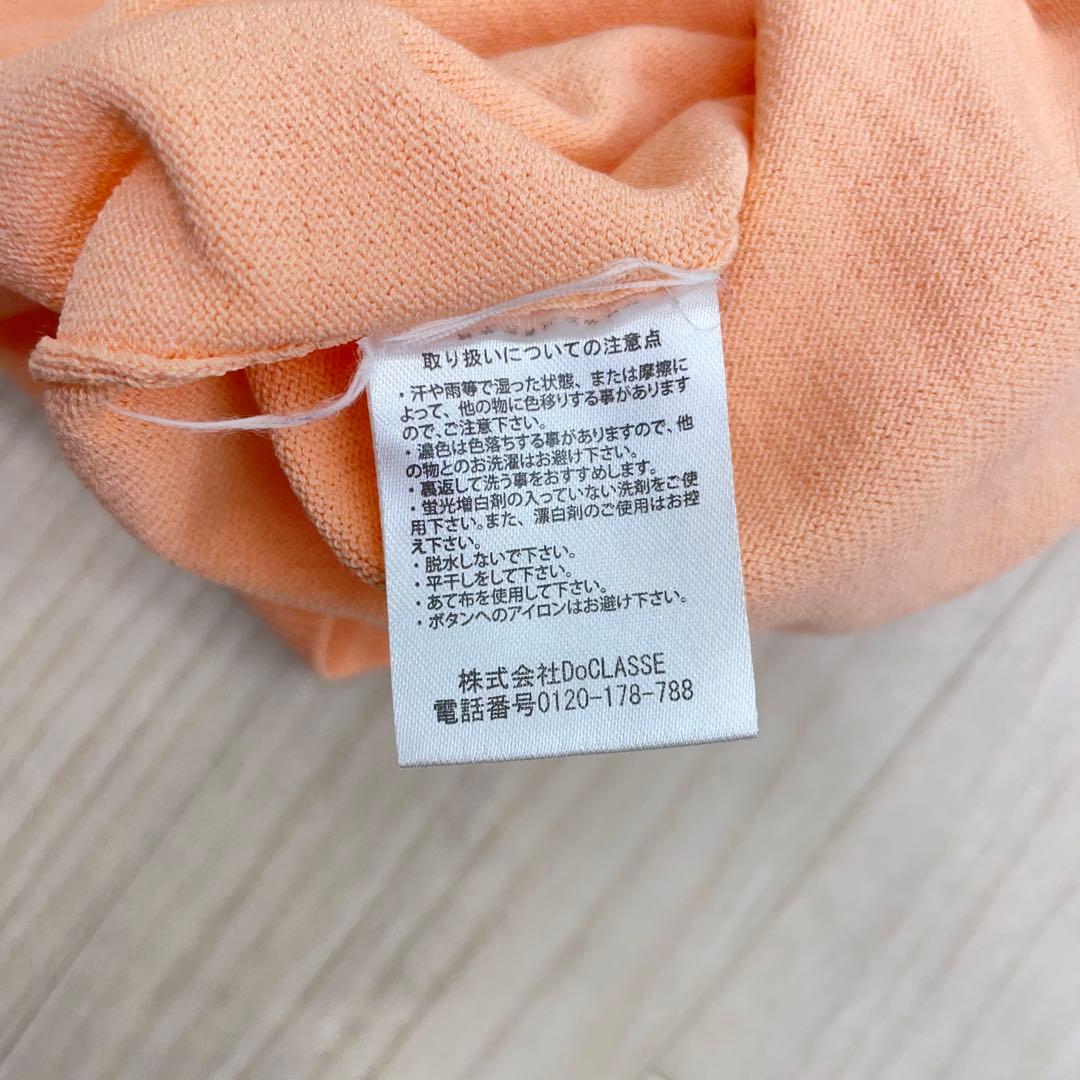 取り扱いについての注意点
・汗や雨等で湿った状態、または摩擦に
よって、他の物に色移りする事があります
ので、ご注意下さい。
・濃色は色落ちする事がありますので、他
の物とのお洗濯はお避け下さい。
・裏返して洗う事をおすすめします。
・蛍光増白剤の入っていない洗剤をご使
用下さい。また、漂白剤のご使用はお控
え下さい。
・脱水しないで下さい。
・平干しをして下さい。
・あて布を使用して下さい。
・ボタンへのアイロンはお避け下さい。
株式会社DoCLASSE
電話番号0120-178-788